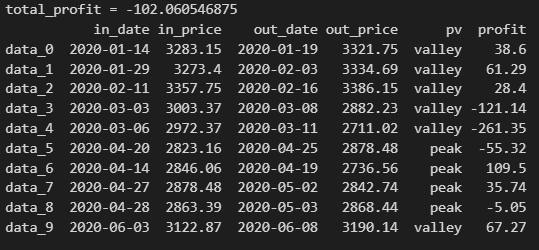 total_profit = -102.060546875
in_date in_price out_date out_price pv profit
data_0 2020-01-14 3283.15 2020-01-19 3321.75 valley 38.6
data_1 2020-01-29 3273.4 2020-02-03 3334.69 valley 61.29
data_2 2020-02-11 3357.75 2020-02-16 3386.15 valley 28.4
data_3 2020-03-03 3003.37 2020-03-08 2882.23 valley -121.14
data_4 2020-03-06 2972.37 2020-03-11 2711.02 valley -261.35
data_5 2020-04-20 2823.16 2020-04-25 2878.48 peak -55.32
data_6 2020-04-14 2846.06 2020-04-19 2736.56 peak 109.5
data_7 2020-04-27 2878.48 2020-05-02 2842.74 peak 35.74
data_8 2020-04-28 2863.39 2020-05-03 2868.44 peak -5.05
data_9 2020-06-03 3122.87 2020-06-08 3190.14 valley 67.27